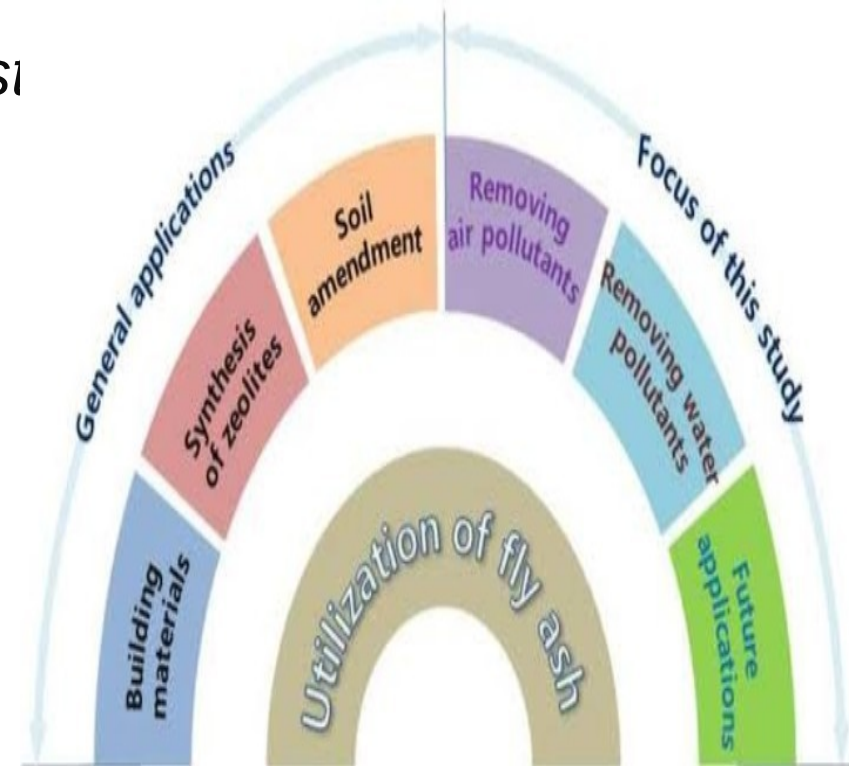 General applications
Focus of this study
Building
materials
Synthesis
of zeolites
Soil
amendment
Removing
air pollutants
Removing water
pollutants
Future
applications
Utilization of fly ash